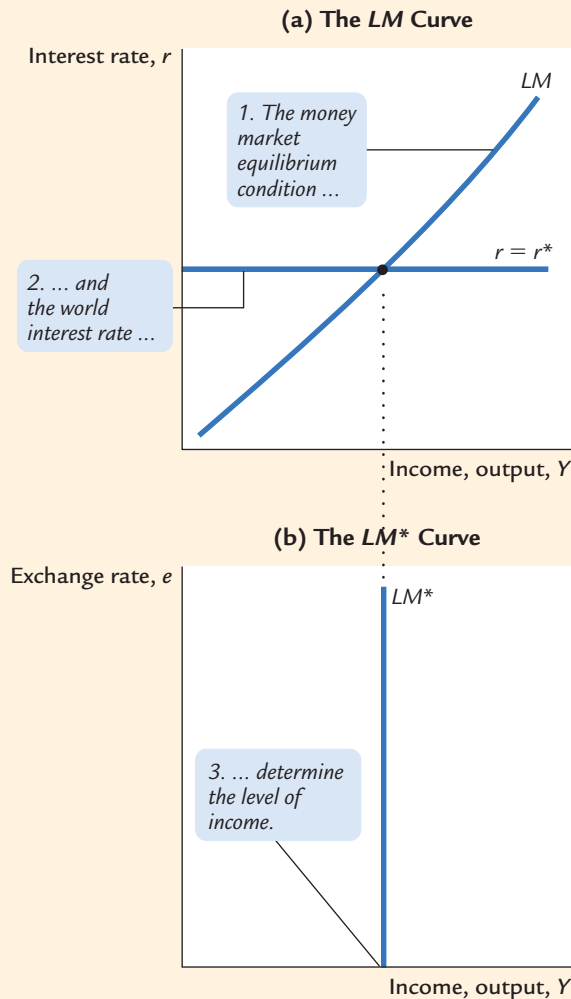 (a) The LM Curve
Interest rate, r
LM
1. The money
market
equilibrium
condition ...
r = r*
2. ... and
the world
interest rate ...
Income, output, Y
(b) The LM* Curve
Exchange rate, e
LM*
3. ... determine
the level of
income.
Income, output, Y